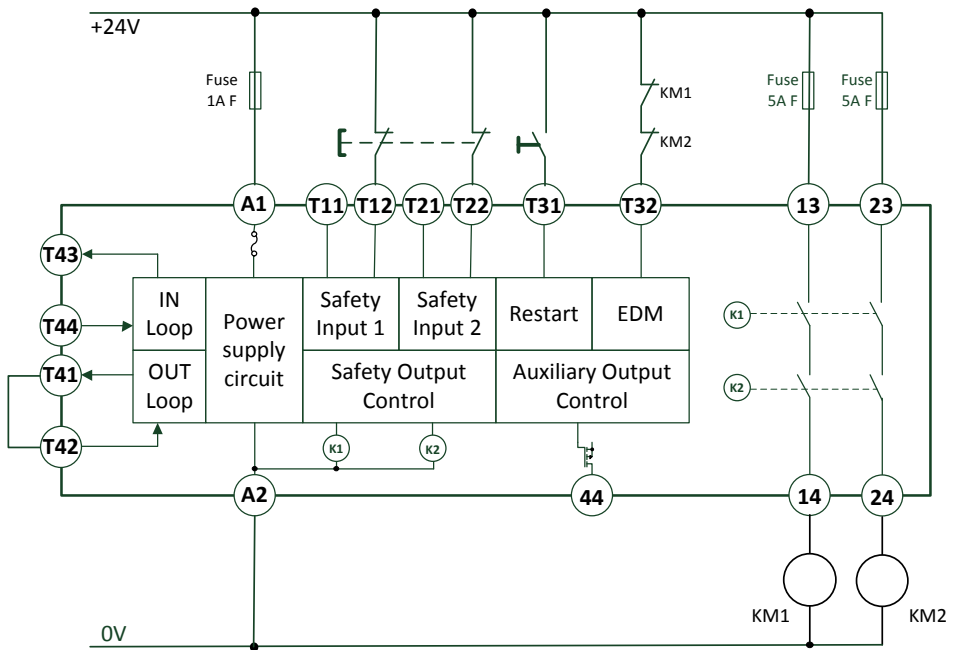 +24V
Fuse
1A F
KM1
KM2
Fuse
5A F
Fuse
5A F
A1
T11
T12
T21
T22
T31
T32
13
23
T43
T44
T41
T42
IN
Loop
OUT
Loop
Power
supply
circuit
Safety
Input 1
Safety
Input 2
Restart
EDM
Safety Output
Control
Auxiliary Output
Control
K1
K2
K1
K2
A2
44
14
24
KM1
KM2
0V